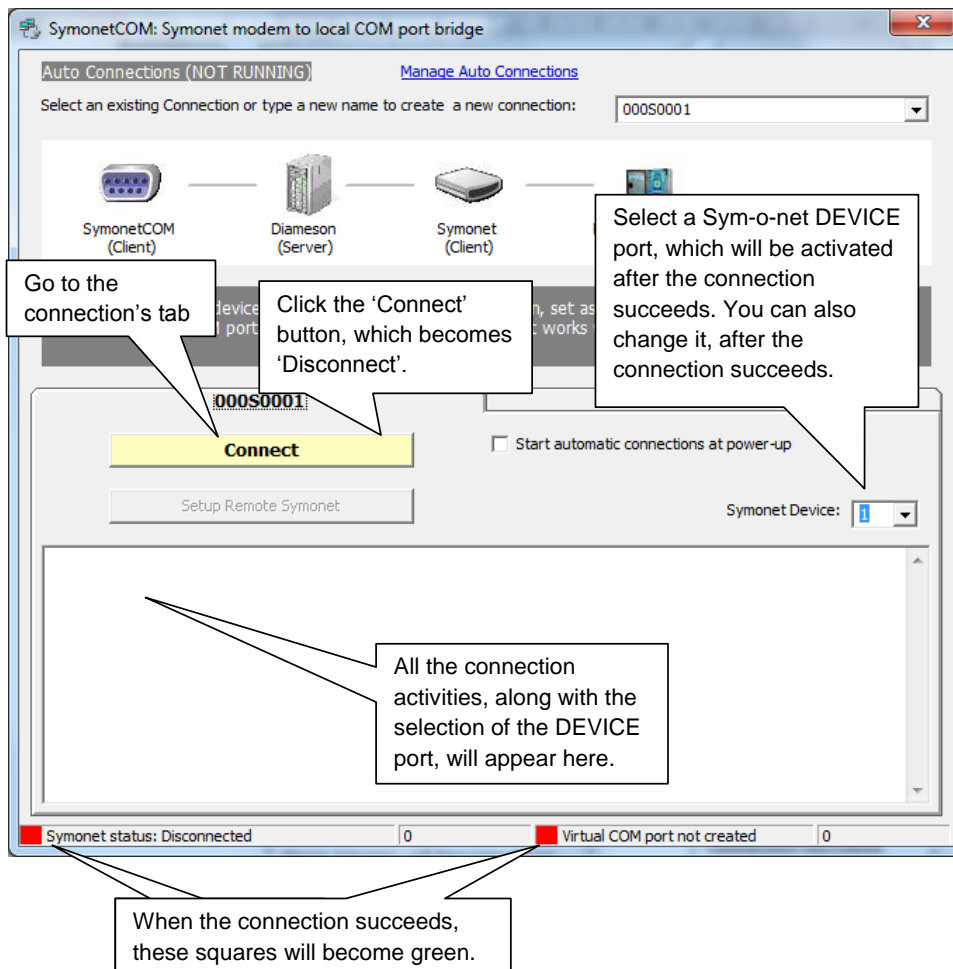 SymonetCOM: Symonet modem to local COM port bridge
Auto Connections (NOT RUNNING)
Manage Auto Connections
Select an existing Connection or type a new name to create a new connection:
000S0001
SymonetCOM
(Client)
Diameson
(Server)
Symonet
(Client)
Select a Sym-o-net DEVICE
port, which will be activated
after the connection
succeeds. You can also
change it, after the
connection succeeds.
Go to the
connection’s tab
Click the ‘Connect’
button, which becomes
‘Disconnect’.
device
, set as
port
works
000S0001
Connect
Start automatic connections at power-up
Setup Remote Symonet
Symonet Device:
1
All the connection
activities, along with the
selection of the DEVICE
port, will appear here.
Symonet status: Disconnected
0
Virtual COM port not created
0
When the connection succeeds,
these squares will become green.